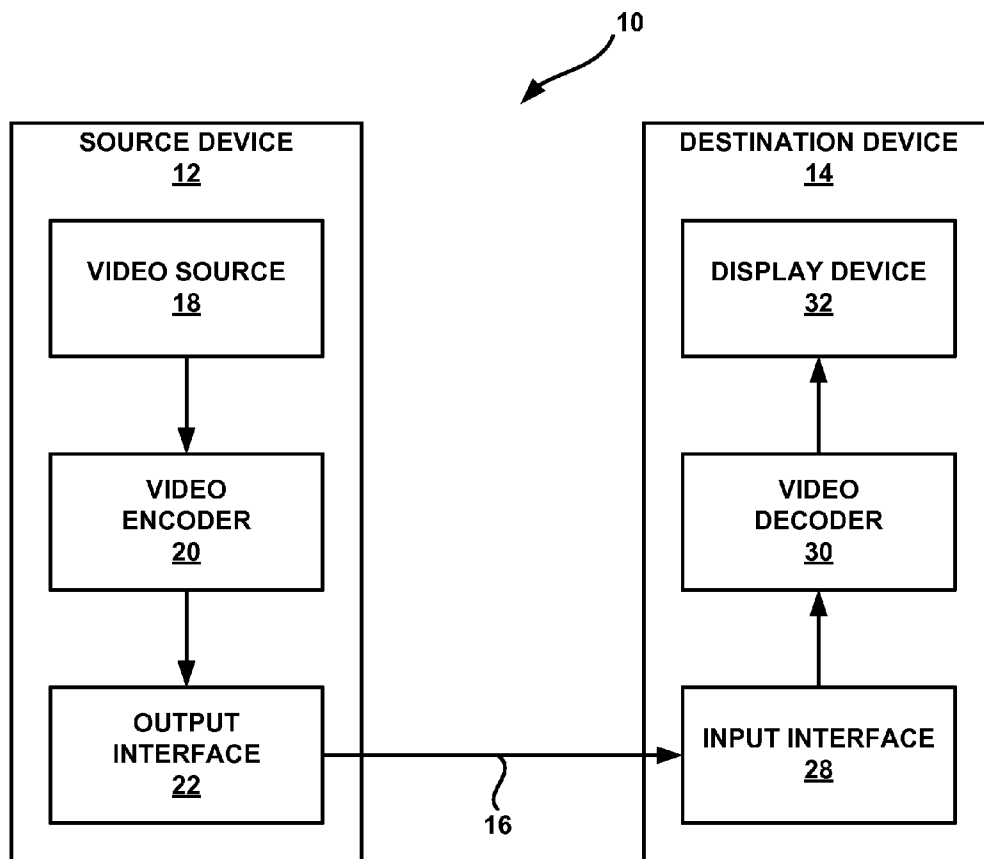 10
SOURCE DEVICE
12
VIDEO SOURCE
18
VIDEO
ENCODER
20
OUTPUT
INTERFACE
22
16
DESTINATION DEVICE
14
DISPLAY DEVICE
32
VIDEO
DECODER
30
INPUT INTERFACE
28